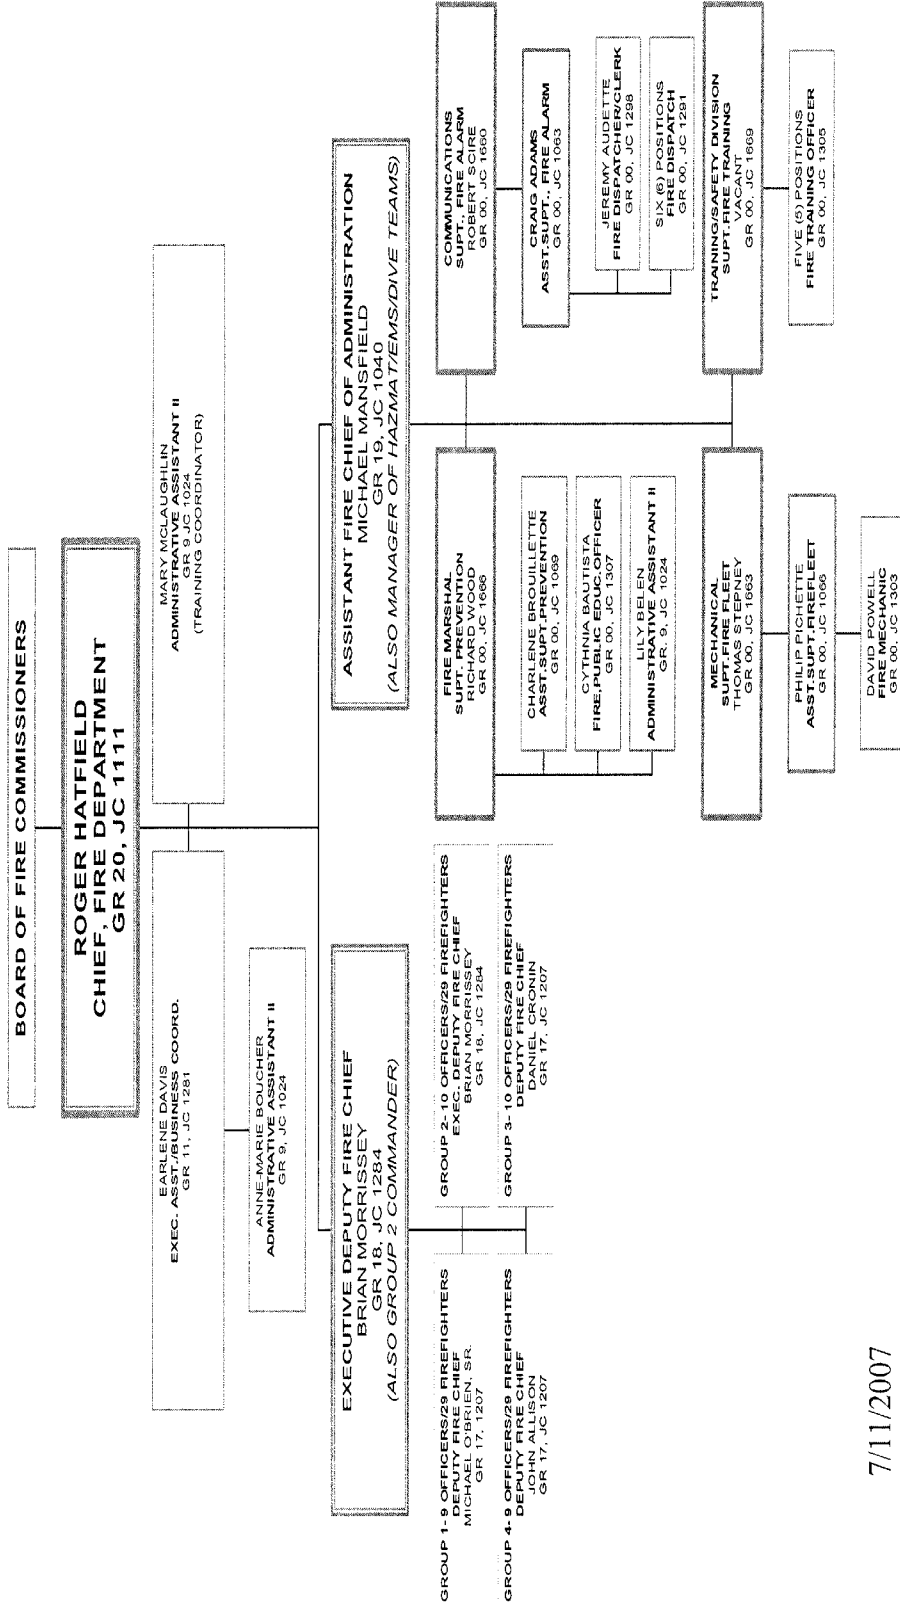 BOARD OF FIRE COMMISSIONERS
ROGER HATFIELD
CHIEF, FIRE DEPARTMENT
GR 20, JC 1111
EARLENE DAVIS
EXEC. ASST./BUSINESS COORD.
GR 11, JC 1281
MARY MCLAUGHLIN
ADMINISTRATIVE ASSISTANT II
GR 9 JC 1024
(TRAINING COORDINATOR)
ANNE-MARIE BOUCHER
ADMINISTRATIVE ASSISTANT II
GR 9, JC 1024
EXECUTIVE DEPUTY FIRE CHIEF
BRIAN MORRISSEY
GR 18, JC 1284
(ALSO GROUP 2 COMMANDER)
ASSISTANT FIRE CHIEF OF ADMINISTRATION
MICHAEL MANSFIELD
GR 19, JC 1040
(ALSO MANAGER OF HAZMAT/EMS/DIVE TEAMS)
GROUP 1- 9 OFFICERS/29 FIREFIGHTERS
DEPUTY FIRE CHIEF
MICHAEL O'BRIEN, SR.
GR 17, 1207
GROUP 2- 10 OFFICERS/29 FIREFIGHTERS
EXEC. DEPUTY FIRE CHIEF
BRIAN MORRISSEY
GR 18, JC 1284
GROUP 4- 9 OFFICERS/29 FIREFIGHTERS
DEPUTY FIRE CHIEF
JOHN ALLISON
GR 17, JC 1207
GROUP 3- 10 OFFICERS/29 FIREFIGHTERS
DEPUTY FIRE CHIEF
DANIEL CRONIN
GR 17, JC 1207
FIRE MARSHAL
SUPT. PREVENTION
RICHARD WOOD
GR 00, JC 1666
CHARLENE BROUILLETTE
ASST.SUPT.PREVENTION
GR 00, JC 1069
CYTHNIA BAUTISTA
FIRE,PUBLIC EDUC.OFFICER
GR 00, JC 1307
LILY BELEN
ADMINISTRATIVE ASSISTANT II
GR. 9, JC 1024
COMMUNICATIONS
SUPT., FIRE ALARM
ROBERT SCIRE
GR 00, JC 1660
CRAIG ADAMS
ASST.SUPT., FIRE ALARM
GR 00, JC 1063
JEREMY AUDETTE
FIRE DISPATCHER/CLERK
GR 00, JC 1298
SIX (6) POSITIONS
FIRE DISPATCH
GR 00, JC 1291
MECHANICAL
SUPT.FIRE FLEET
THOMAS STEPNEY
GR 00, JC 1663
PHILIP PICHETTE
ASST.SUPT.FIREFLEET
GR 00, JC 1066
DAVID POWELL
FIRE MECHANIC
GR 00, JC 1303
TRAINING/SAFETY DIVISION
SUPT.FIRE TRAINING
VACANT
GR 00, JC 1669
FIVE (5) POSITIONS
FIRE TRAINING OFFICER
GR 00, JC 1305
7/11/2007